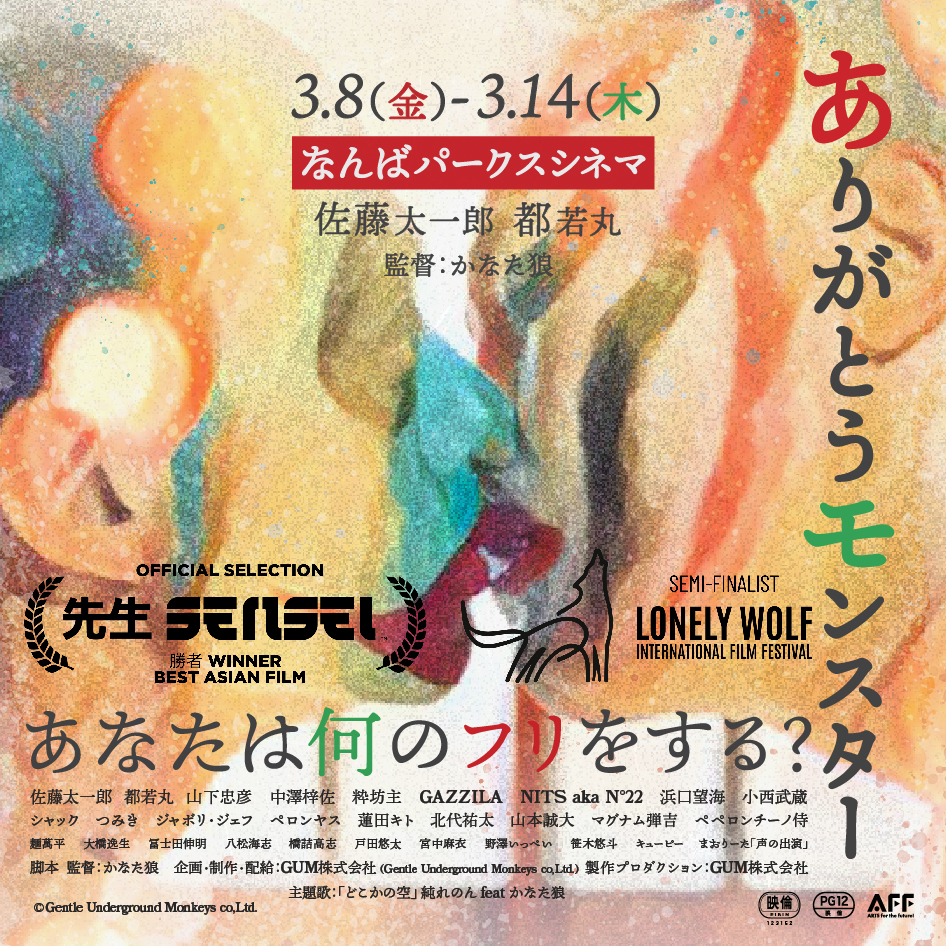 3.8(金)-3.14(木)
なんばパークスシネマ
佐藤太一郎 都若丸
監督:かなた狼
ありがとうモンスター
OFFICIAL SELECTION
先生 SENSEI
勝者 WINNER
BEST ASIAN FILM
SEMI-FINALIST
LONELY WOLF
INTERNATIONAL FILM FESTIVAL
あなたは何のフリをする?
佐藤太一郎 都若丸 山下忠彦 中澤梓佐 粋坊主 GAZZILA NITS aka N°22 浜口望海 小西武蔵
シャック つみき ジャボリ・ジェフ ペロンヤス 蓮田キト 北代祐太 山本誠大 マグナム弾吉 ペペロンチーノ侍
麺萬平 大橋逸生 冨士田伸明 八松海志 橋詰高志 戸田悠太 宮中麻衣 野澤いっぺい 笹木悠斗 キューピー まおりーた「声の出演」
脚本 監督:かなた狼 企画・制作・配給:GUM株式会社 (Gentle Underground Monkeys co,Ltd.) 製作プロダクション:GUM株式会社
主題歌:「どこかの空」純れのん feat かなた狼
©Gentle Underground Monkeys co,Ltd.
映倫
EIRIN
123162
PG12
映倫
AFF
ARTS for the future!